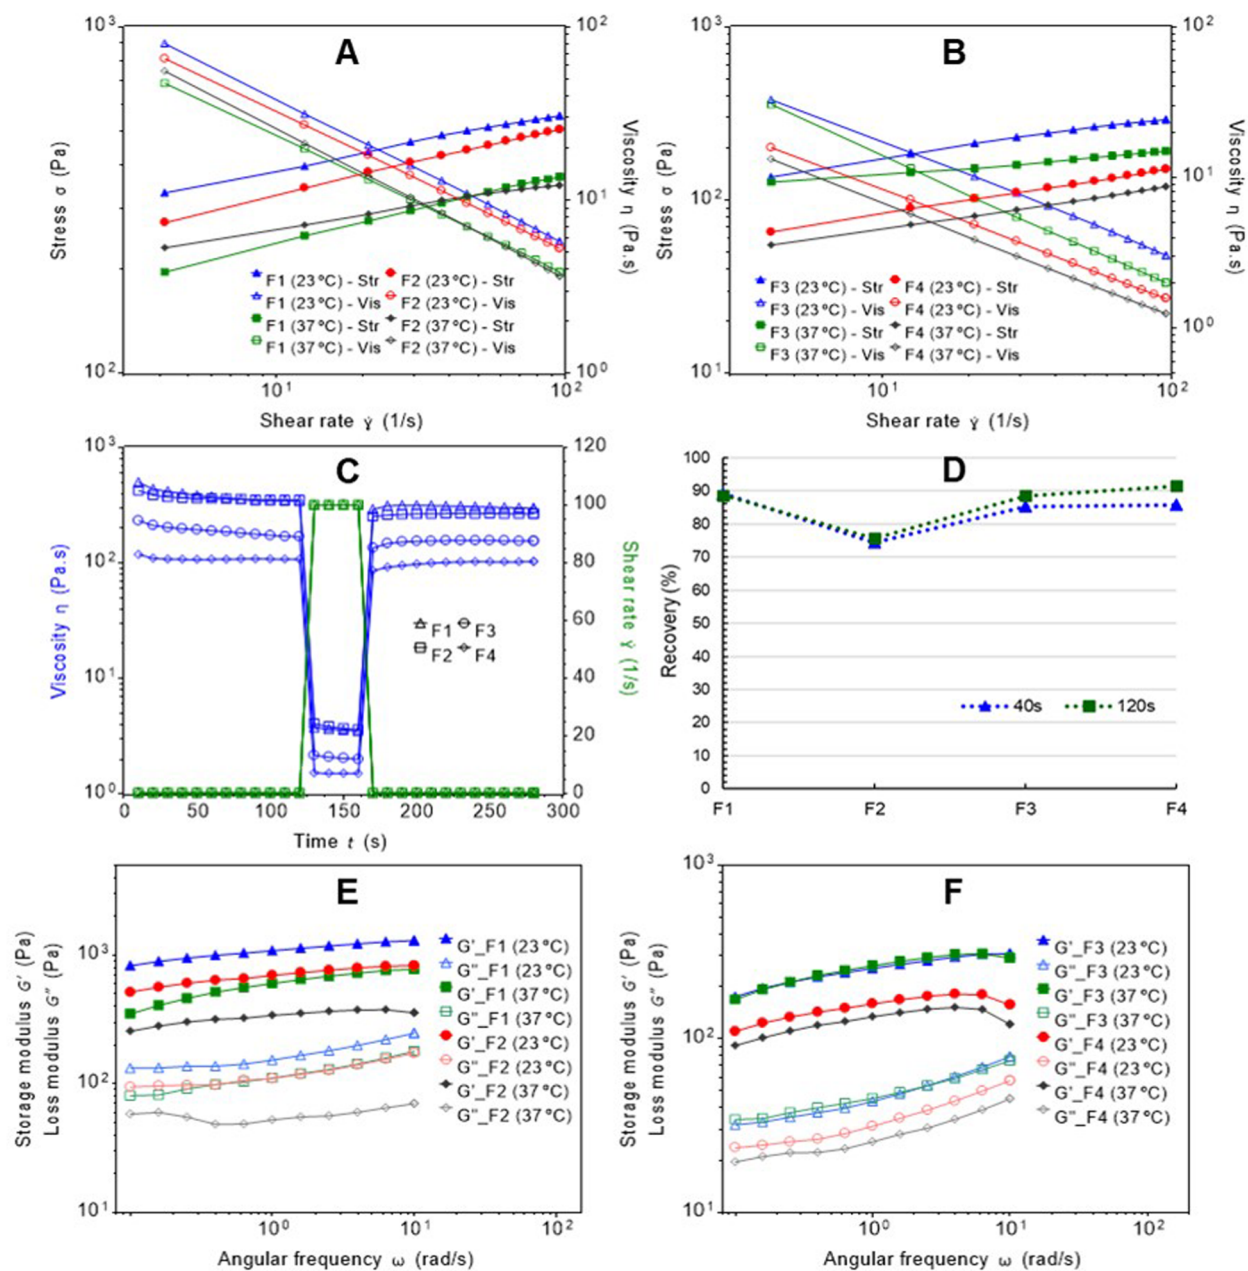 A
10³
10²
Stress σ (Pa)
10²
10¹
10⁰
Viscosity η (Pa.s)
F1 (23°C) - Str
F2 (23°C) - Str
F1 (23°C) - Vis
F2 (23°C) - Vis
F1 (37°C) - Str
F2 (37°C) - Str
F1 (37°C) - Vis
F2 (37°C) - Vis
10¹
10²
Shear rate γ̇ (1/s)
B
10³
10²
10¹
Stress σ (Pa)
10²
10¹
10⁰
Viscosity η (Pa.s)
F3 (23°C) - Str
F4 (23°C) - Str
F3 (23°C) - Vis
F4 (23°C) - Vis
F3 (37°C) - Str
F4 (37°C) - Str
F3 (37°C) - Vis
F4 (37°C) - Vis
10¹
10²
Shear rate γ̇ (1/s)
C
10³
10²
10¹
10⁰
Viscosity η (Pa.s)
120
100
80
60
40
20
0
Shear rate γ̇ (1/s)
F1
F3
F2
F4
0 50 100 150 200 250 300
Time t (s)
D
100
90
80
70
60
50
40
30
20
10
0
Recovery (%)
40s
120s
F1 F2 F3 F4
E
10³
10²
10¹
Storage modulus G′ (Pa)
Loss modulus G″ (Pa)
G'_F1 (23°C)
G''_F1 (23°C)
G'_F1 (37°C)
G''_F1 (37°C)
G'_F2 (23°C)
G''_F2 (23°C)
G'_F2 (37°C)
G''_F2 (37°C)
10⁰ 10¹ 10²
Angular frequency ω (rad/s)
F
10³
10²
10¹
Storage modulus G′ (Pa)
Loss modulus G″ (Pa)
G'_F3 (23°C)
G''_F3 (23°C)
G'_F3 (37°C)
G''_F3 (37°C)
G'_F4 (23°C)
G''_F4 (23°C)
G'_F4 (37°C)
G''_F4 (37°C)
10⁰ 10¹ 10²
Angular frequency ω (rad/s)